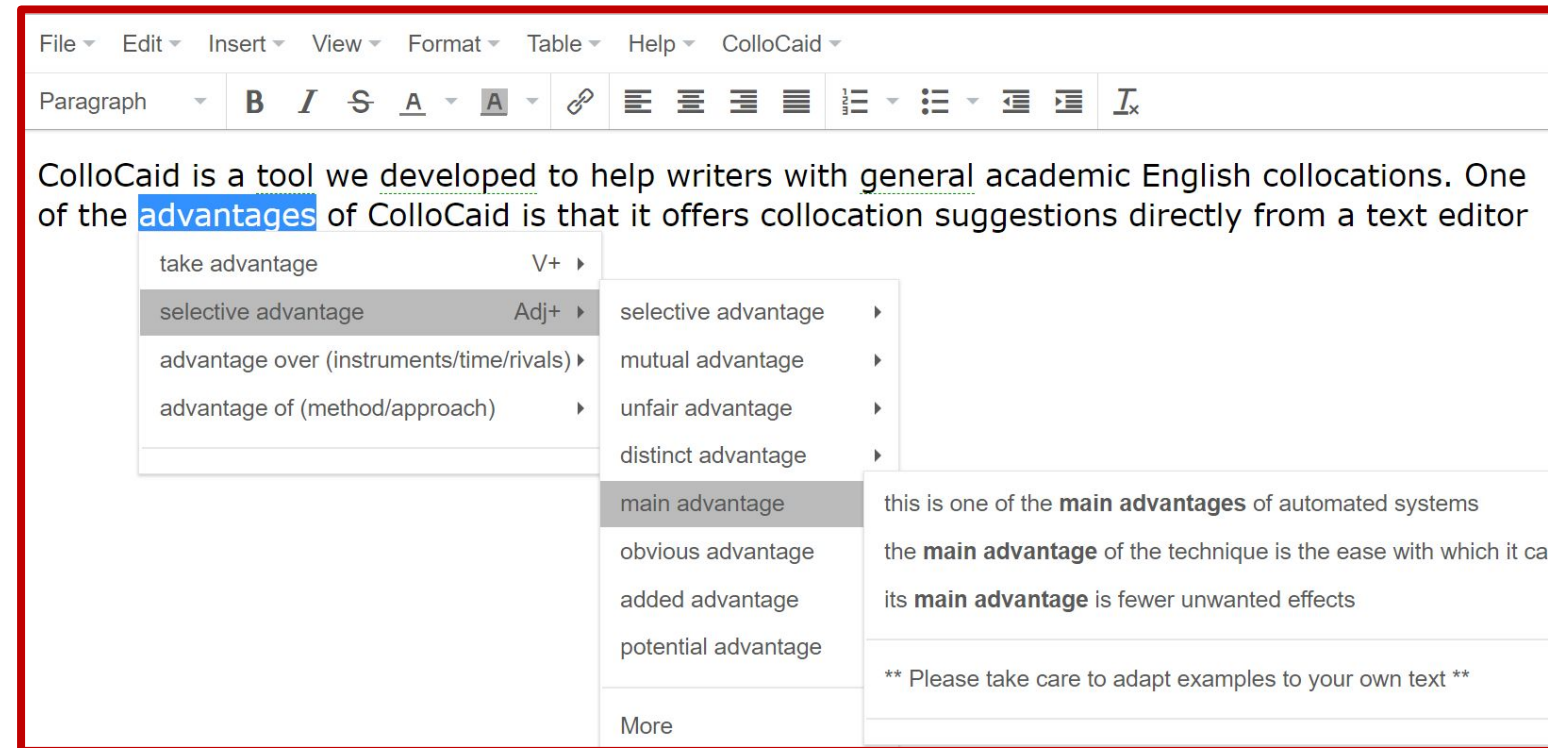 File Edit Insert View Format Table Help ColloCaid
Paragraph B I S A A Tx
ColloCaid is a tool we developed to help writers with general academic English collocations. One
of the advantages of ColloCaid is that it offers collocation suggestions directly from a text editor
take advantage V+
selective advantage Adj+
advantage over (instruments/time/rivals)
advantage of (method/approach)
selective advantage
mutual advantage
unfair advantage
distinct advantage
main advantage
obvious advantage
added advantage
potential advantage
More
this is one of the main advantages of automated systems
the main advantage of the technique is the ease with which it ca
its main advantage is fewer unwanted effects
** Please take care to adapt examples to your own text **